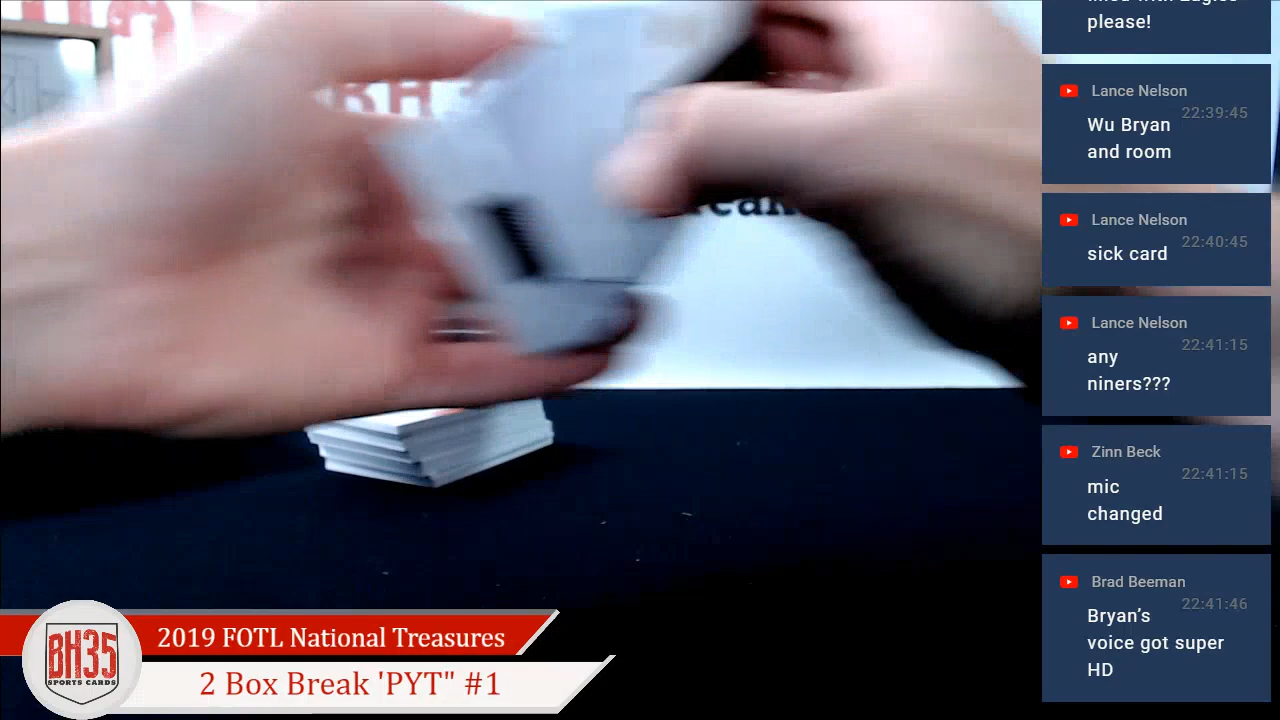 please!
Lance Nelson
22:39:45
Wu Bryan
and room
Lance Nelson
22:40:45
sick card
Lance Nelson
22:41:15
any
niners???
Zinn Beck
22:41:15
mic
changed
Brad Beeman
22:41:46
Bryan's
voice got super
HD
BH35
SPORTS CARDS
2019 FOTL National Treasures
2 Box Break 'PYT" #1